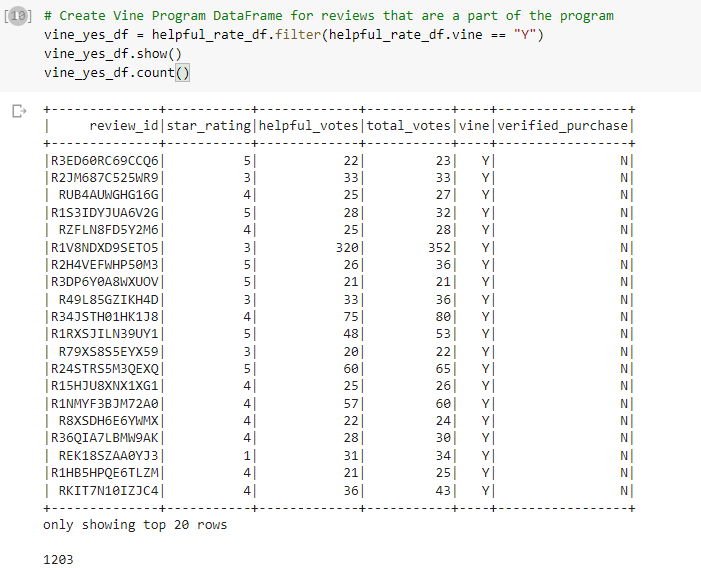 [10] # Create Vine Program DataFrame for reviews that are a part of the program
vine_yes_df = helpful_rate_df.filter(helpful_rate_df.vine == "Y")
vine_yes_df.show()
vine_yes_df.count()
+--------------+-----------+-------------+-----------+----+-----------------+
|     review_id|star_rating|helpful_votes|total_votes|vine|verified_purchase|
+--------------+-----------+-------------+-----------+----+-----------------+
|R3ED60RC69CCQ6|          5|           22|         23|   Y|                N|
|R2JM687C525WR9|          3|           33|         33|   Y|                N|
| RUB4AUWGHG16G|          4|           25|         27|   Y|                N|
|R1S3IDYJUA6V2G|          5|           28|         32|   Y|                N|
| RZFLN8FD5Y2M6|          4|           25|         28|   Y|                N|
|R1V8NDXD9SETO5|          3|          320|        352|   Y|                N|
|R2H4VEFWHP50M3|          5|           26|         36|   Y|                N|
|R3DP6Y0A8WXUOV|          5|           21|         21|   Y|                N|
| R49L85GZIKH4D|          3|           33|         36|   Y|                N|
|R34JSTH01HK1J8|          4|           75|         80|   Y|                N|
|R1RXSJILN39UY1|          5|           48|         53|   Y|                N|
| R79XS8S5EYX59|          3|           20|         22|   Y|                N|
|R24STRS5M3QEXQ|          5|           60|         65|   Y|                N|
|R15HJU8XNX1XG1|          4|           25|         26|   Y|                N|
|R1NMYF3BJM72A0|          4|           57|         60|   Y|                N|
| R8XSDH6E6YWMX|          4|           22|         24|   Y|                N|
|R36QIA7LBMW9AK|          4|           28|         30|   Y|                N|
| REK18SZAA0YJ3|          1|           31|         34|   Y|                N|
|R1HB5HPQE6TLZM|          4|           21|         25|   Y|                N|
| RKIT7N10IZJC4|          4|           36|         43|   Y|                N|
+--------------+-----------+-------------+-----------+----+-----------------+
only showing top 20 rows
1203